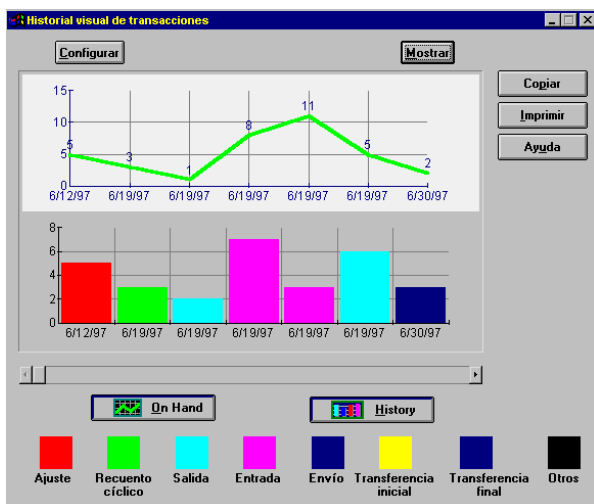 Historial visual de transacciones
Configurar
Mostrar
Copiar
Imprimir
Ayuda
15
10
5
0
5
3
1
8
11
5
2
6/12/97 6/19/97 6/19/97 6/19/97 6/19/97 6/19/97 6/30/97
8
6
4
2
0
6/12/97 6/19/97 6/19/97 6/19/97 6/19/97 6/19/97 6/30/97
On Hand
History
Ajuste
Recuento
cíclico
Salida
Entrada
Envío
Transferencia
inicial
Transferencia
final
Otros